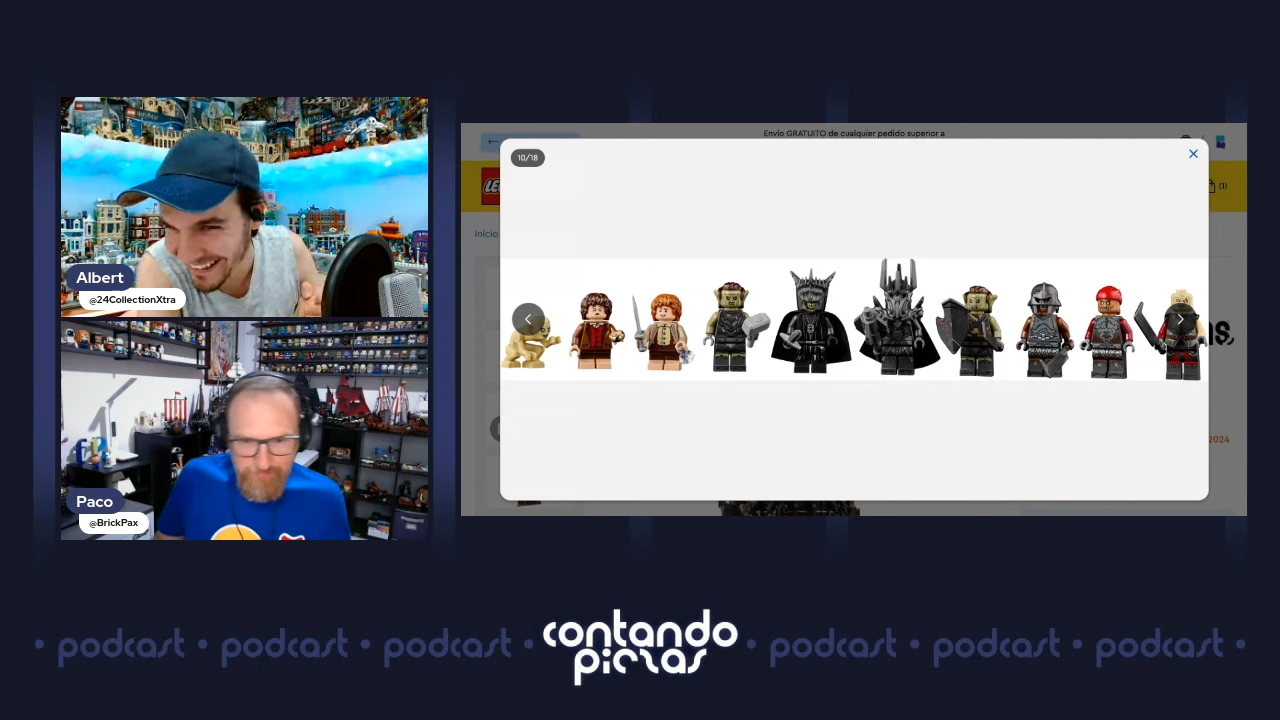 Albert
@24CollectionXtra
Paco
@BrickPax
Envío GRATUITO de cualquier pedido superior a
10/18
(1)
Inicio
2024
• podcast • podcast • podcast •
contando
piezas
• podcast • podcast • podcast •